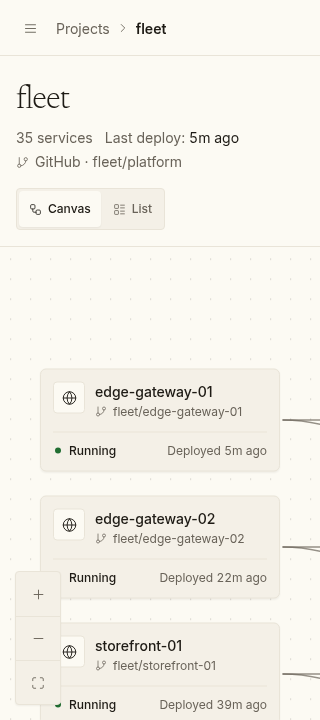 Projects > fleet
fleet
35 services Last deploy: 5m ago
GitHub · fleet/platform
Canvas List
edge-gateway-01
fleet/edge-gateway-01
Running Deployed 5m ago
edge-gateway-02
fleet/edge-gateway-02
Running Deployed 22m ago
storefront-01
fleet/storefront-01
Running Deployed 39m ago